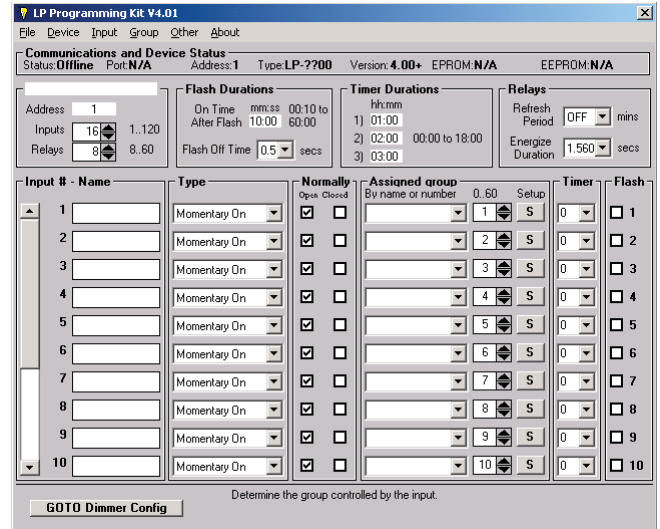 LP Programming Kit V4.01
File Device Input Group Other About
Communications and Device Status
Status:Offline Port:N/A Address:1 Type:LP-??00 Version:4.00+ EPROM:N/A EEPROM:N/A
Flash Durations Timer Durations Relays
On Time mm:ss 00:10 to hh:mm Refresh
Address 1 After Flash 10:00 60:00 1) 01:00 Period OFF mins
Inputs 16 1..120 2) 02:00 00:00 to 18:00 Energize
Relays 8 8..60 Flash Off Time 0.5 secs 3) 03:00 Duration 1.560 secs
Input # - Name Type Normally Assigned group Timer Flash
Open Closed By name or number 0..60 Setup
1 Momentary On 1 S 0 1
2 Momentary On 2 S 0 2
3 Momentary On 3 S 0 3
4 Momentary On 4 S 0 4
5 Momentary On 5 S 0 5
6 Momentary On 6 S 0 6
7 Momentary On 7 S 0 7
8 Momentary On 8 S 0 8
9 Momentary On 9 S 0 9
10 Momentary On 10 S 0 10
Determine the group controlled by the input.
GOTO Dimmer Config